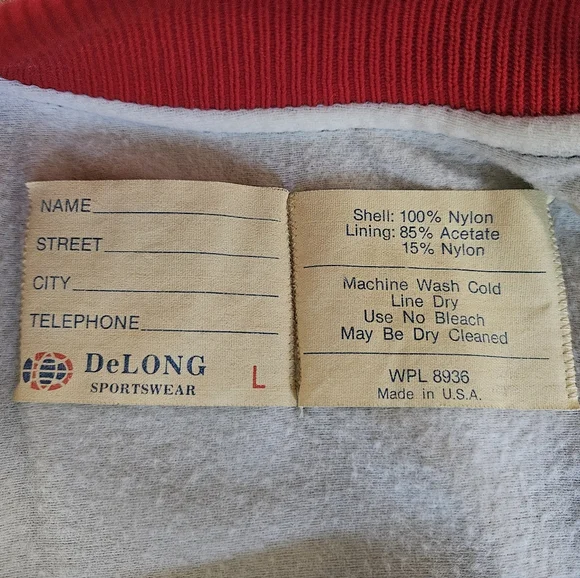 NAME
STREET
CITY
TELEPHONE
DeLONG
SPORTSWEAR
L
Shell: 100% Nylon
Lining: 85% Acetate
15% Nylon
Machine Wash Cold
Line Dry
Use No Bleach
May Be Dry Cleaned
WPL 8936
Made in U.S.A.